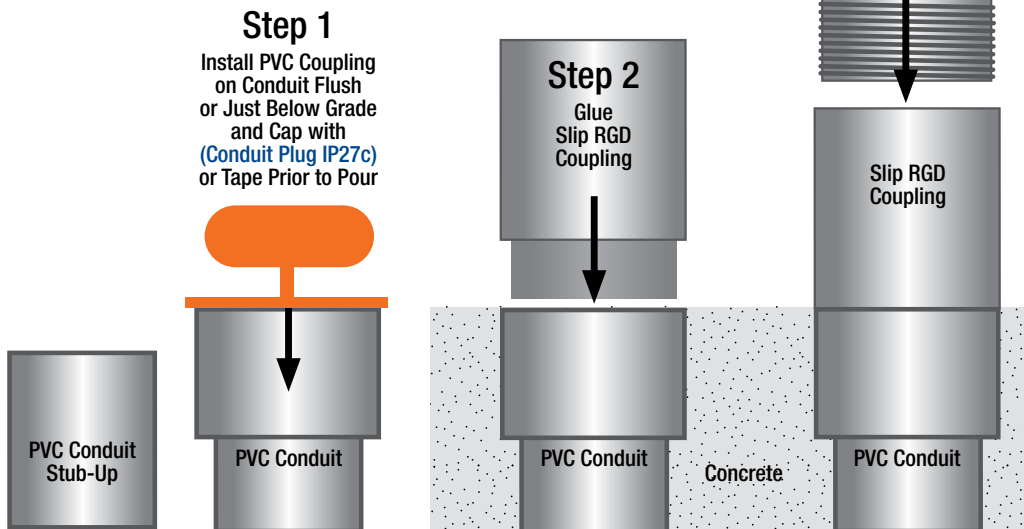 Step 1
Install PVC Coupling
on Conduit Flush
or Just Below Grade
and Cap with
(Conduit Plug IP27c)
or Tape Prior to Pour
Step 2
Glue
Slip RGD
Coupling
Slip RGD
Coupling
PVC Conduit
Stub-Up
PVC Conduit
PVC Conduit
Concrete
PVC Conduit